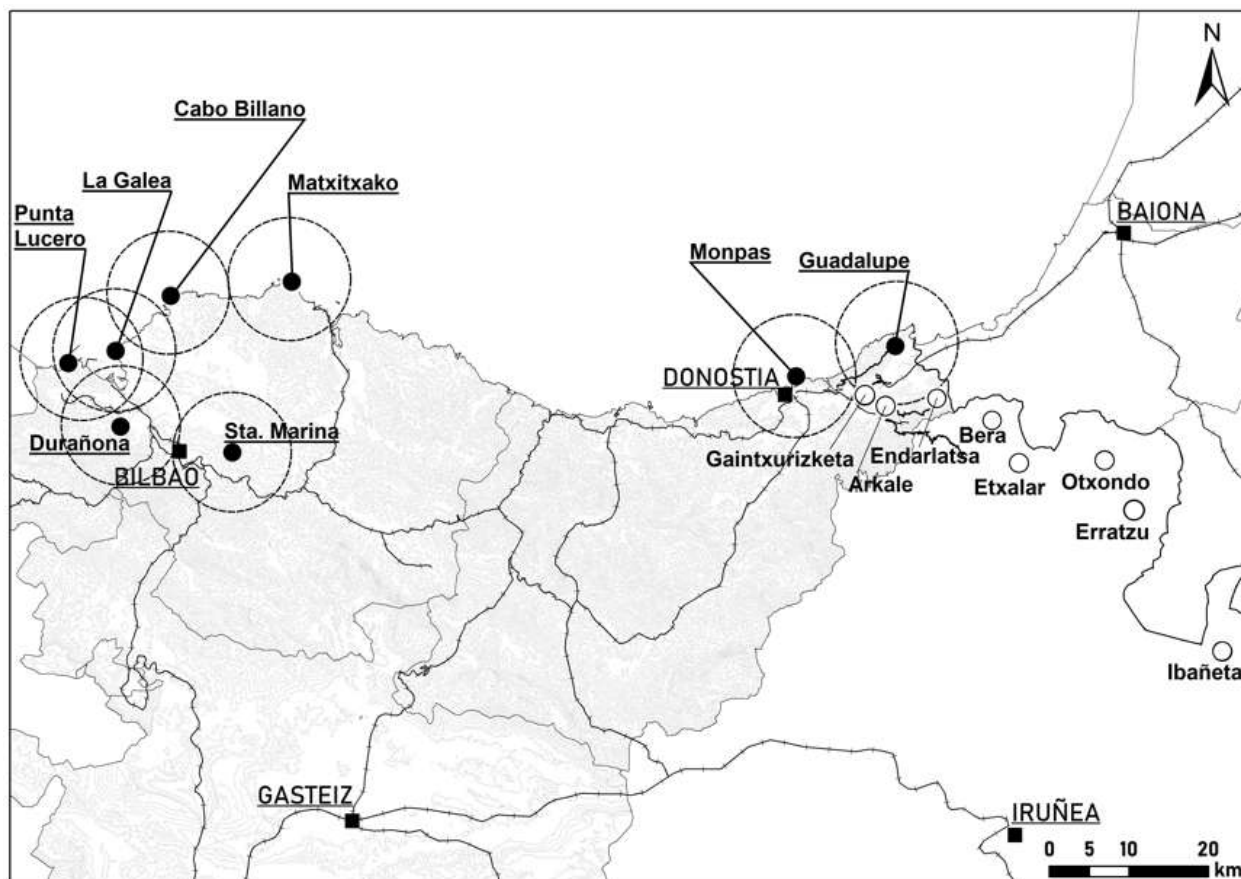 N
Cabo Billano
La Galea
Matxitxako
Punta
Lucero
BAIONA
Monpas
Guadalupe
DONOSTIA
Durañona
Sta. Marina
BILBAO
Gaintxurizketa
Endarlatsa
Arkale
Bera
Etxalar
Otxondo
Erratzu
Ibañeta
GASTEIZ
IRUÑEA
0 5 10 20
km